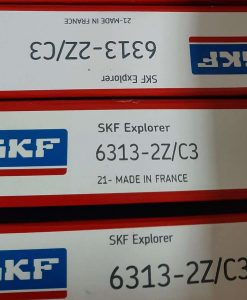 21-MADE IN FRANCE
6313-2Z/C3
SKF Explorer
SKF
SKF Explorer
6313-2Z/C3
21- MADE IN FRANCE
SKF
SKF Explorer
6313-2Z/C3
SKF